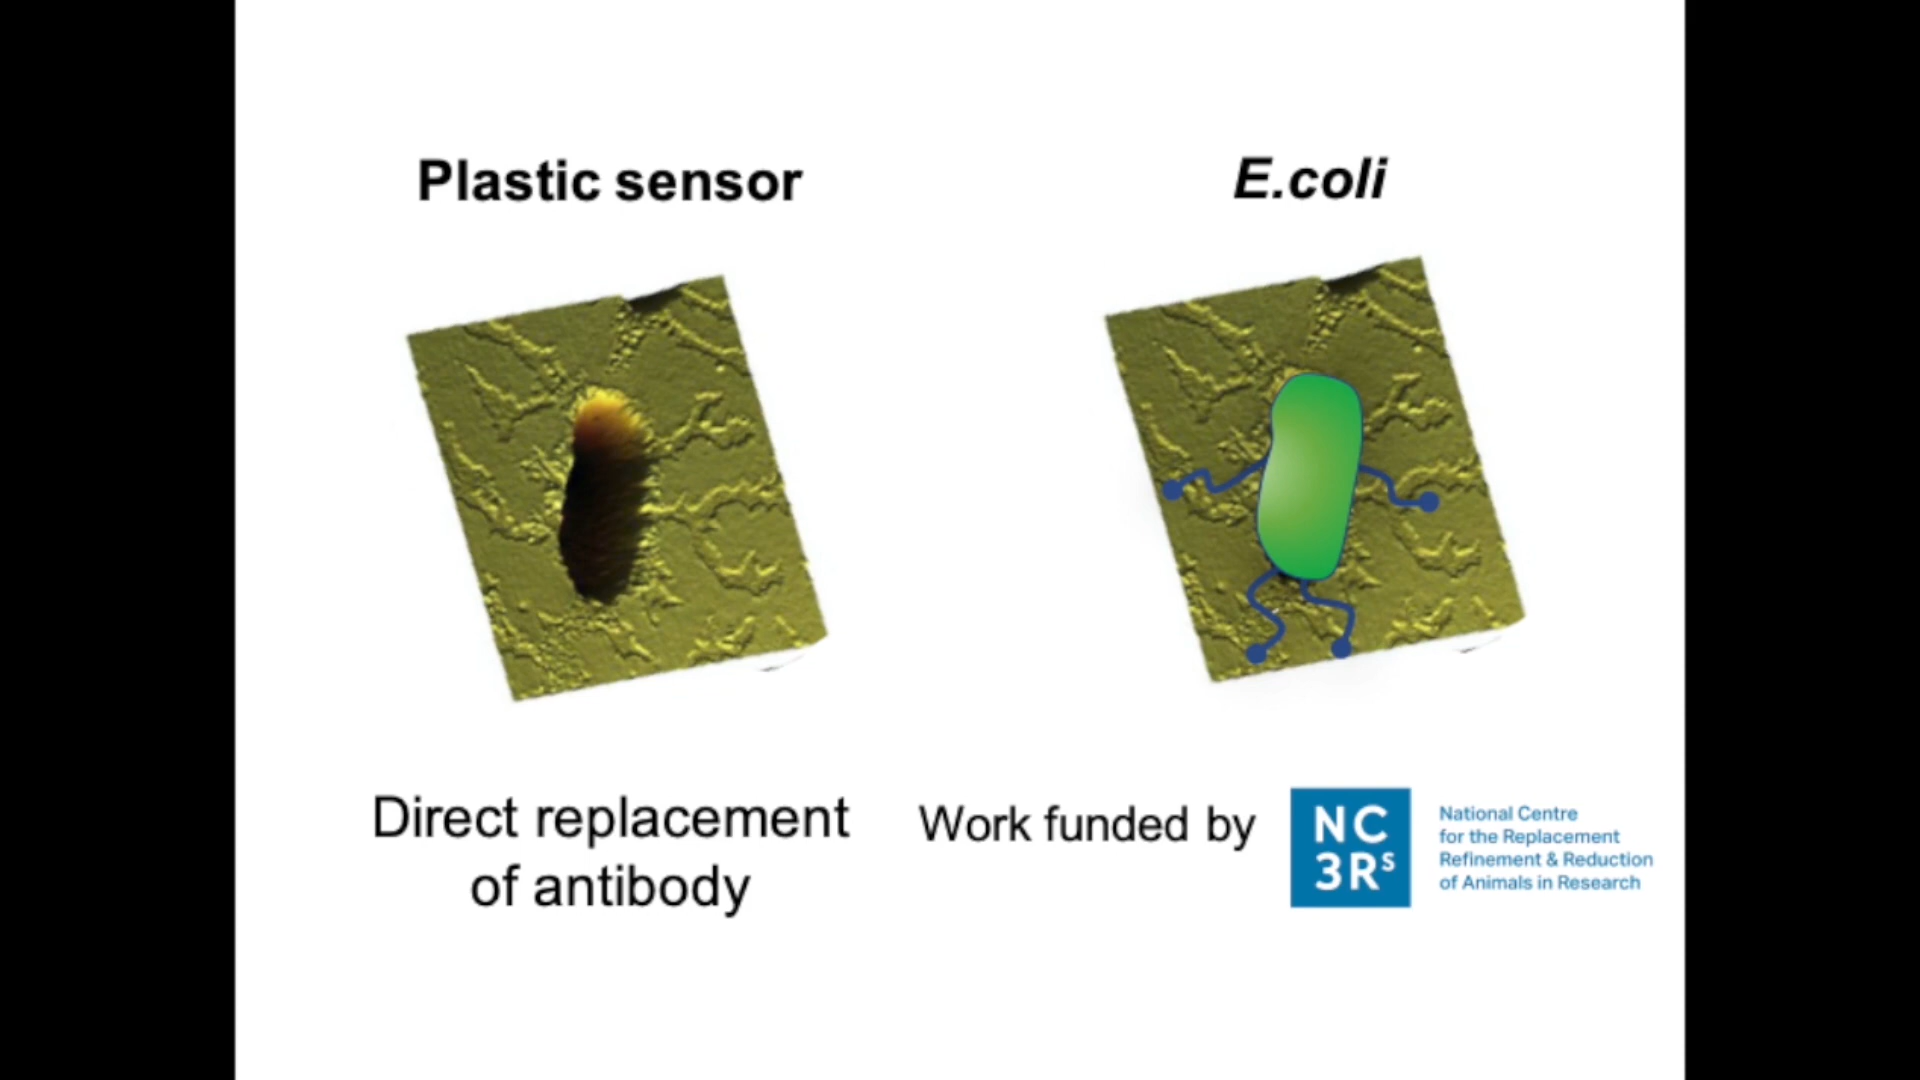 Plastic sensor
E.coli
Direct replacement
of antibody
Work funded by
NC
3Rs
National Centre
for the Replacement
Refinement & Reduction
of Animals in Research